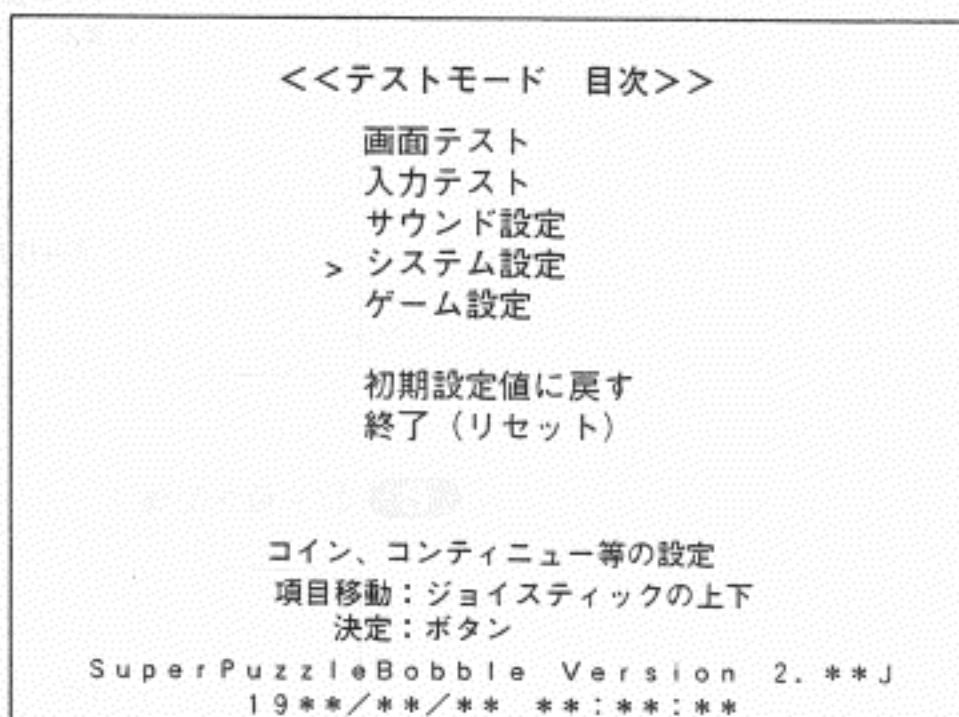 <<テストモード　目次>>
画面テスト
入力テスト
サウンド設定
> システム設定
ゲーム設定
初期設定値に戻す
終了（リセット）
コイン、コンティニュー等の設定
項目移動：ジョイスティックの上下
決定：ボタン
SuperPuzzleBobble Version 2.**J
19**/**/** **:**:**